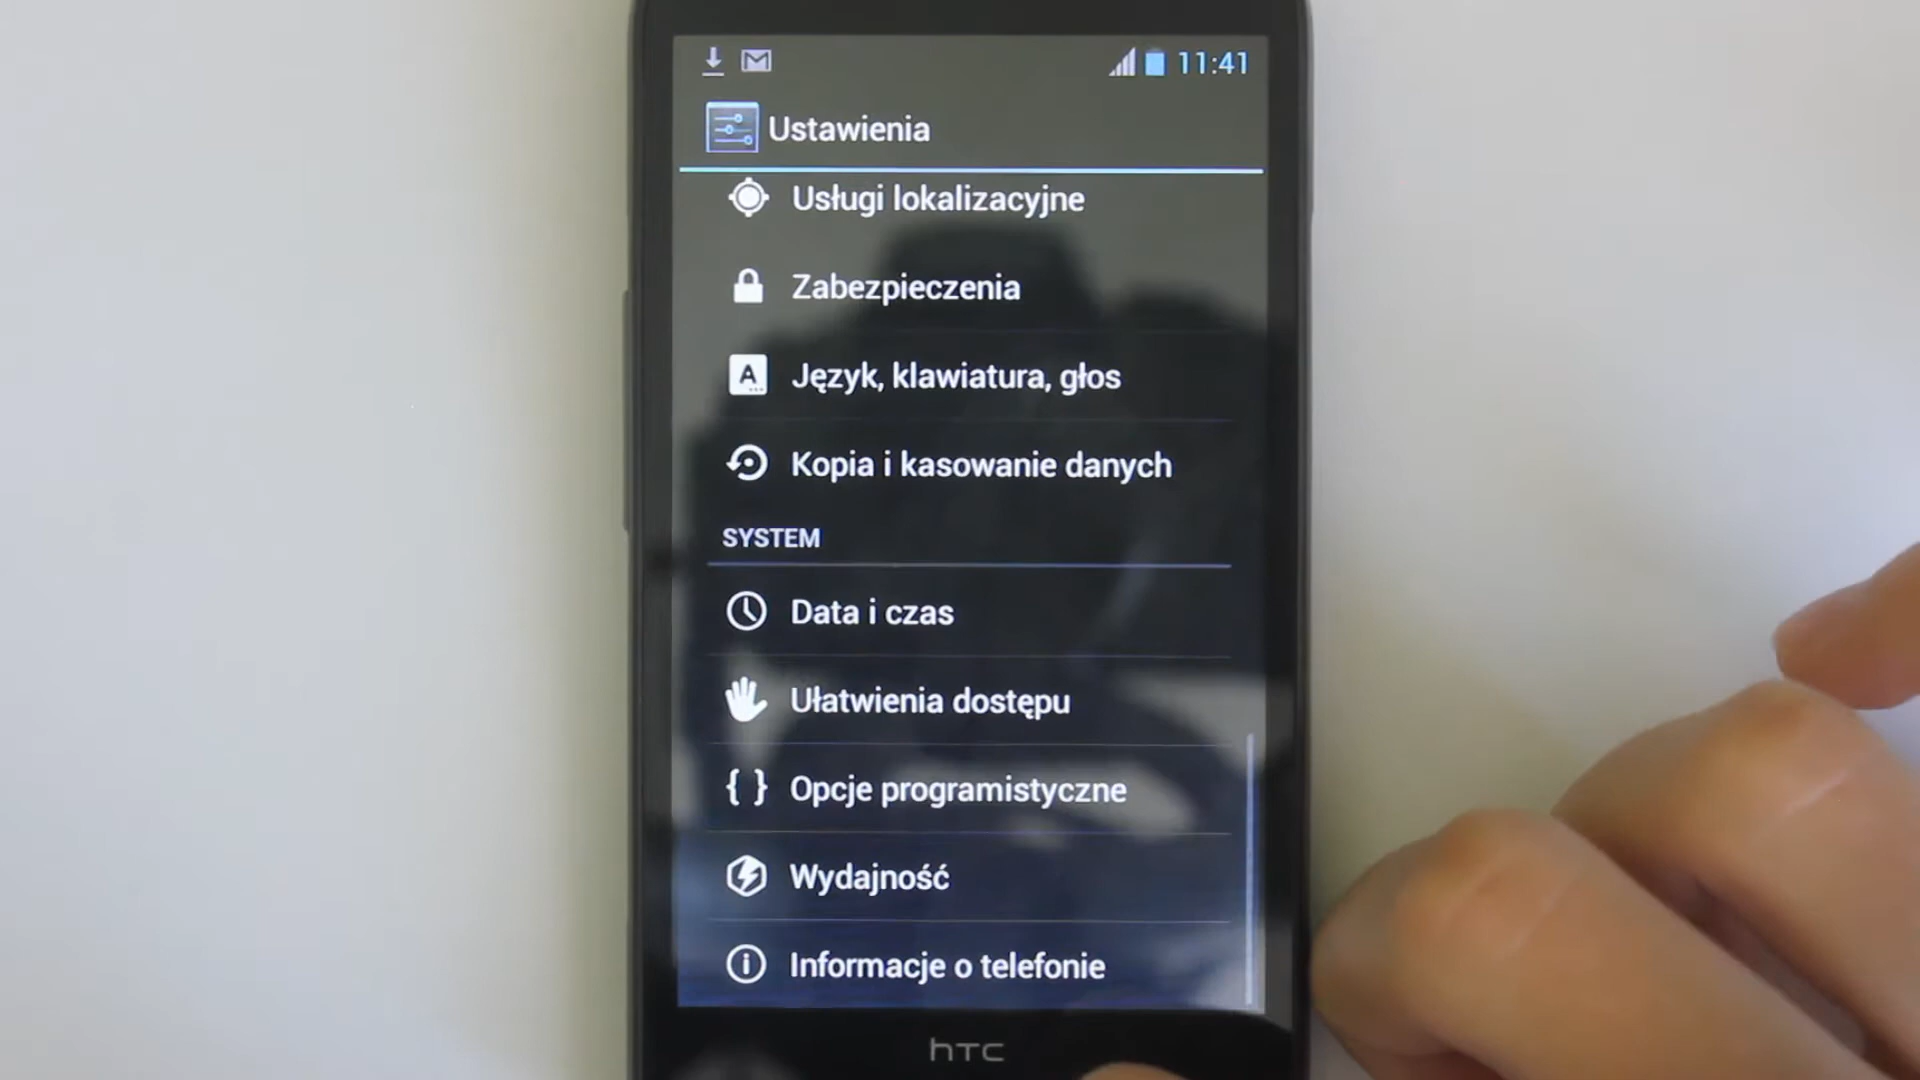 11:41
Ustawienia
Usługi lokalizacyjne
Zabezpieczenia
A
Język, klawiatura, głos
Kopia i kasowanie danych
SYSTEM
Data i czas
Ułatwienia dostępu
Opcje programistyczne
Wydajność
Informacje o telefonie
hTC